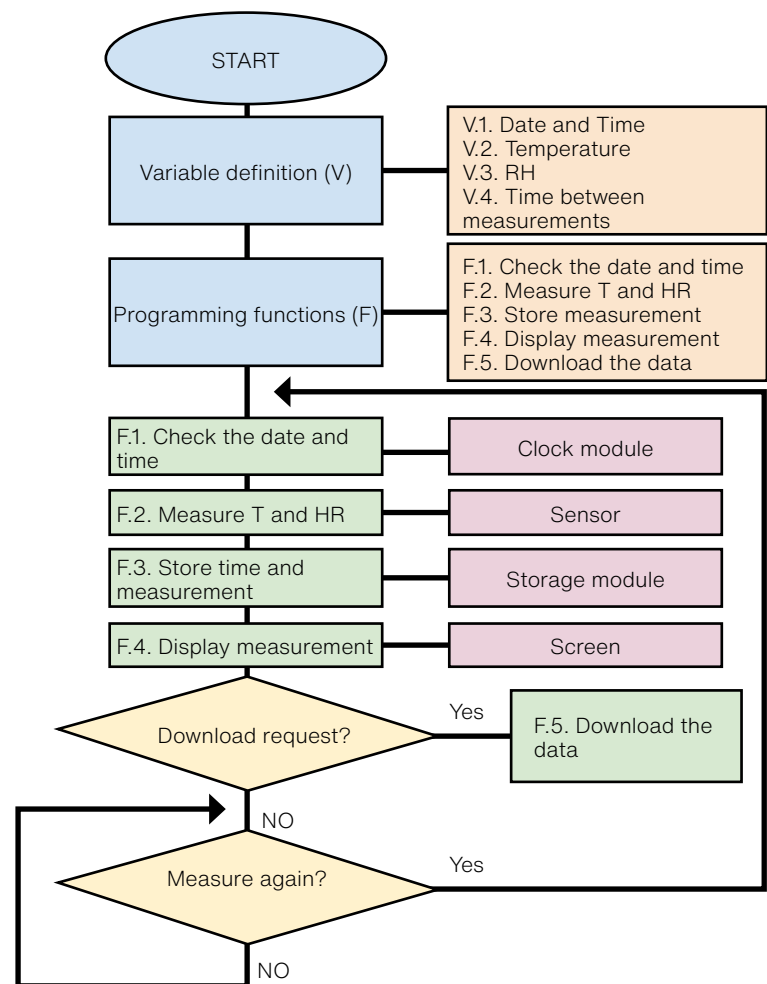 START
Variable definition (V)
V.1. Date and Time
V.2. Temperature
V.3. RH
V.4. Time between
measurements
Programming functions (F)
F.1. Check the date and time
F.2. Measure T and HR
F.3. Store measurement
F.4. Display measurement
F.5. Download the data
F.1. Check the date and
time
Clock module
F.2. Measure T and HR
Sensor
F.3. Store time and
measurement
Storage module
F.4. Display measurement
Screen
Download request?
Yes
F.5. Download the
data
NO
Measure again?
Yes
NO